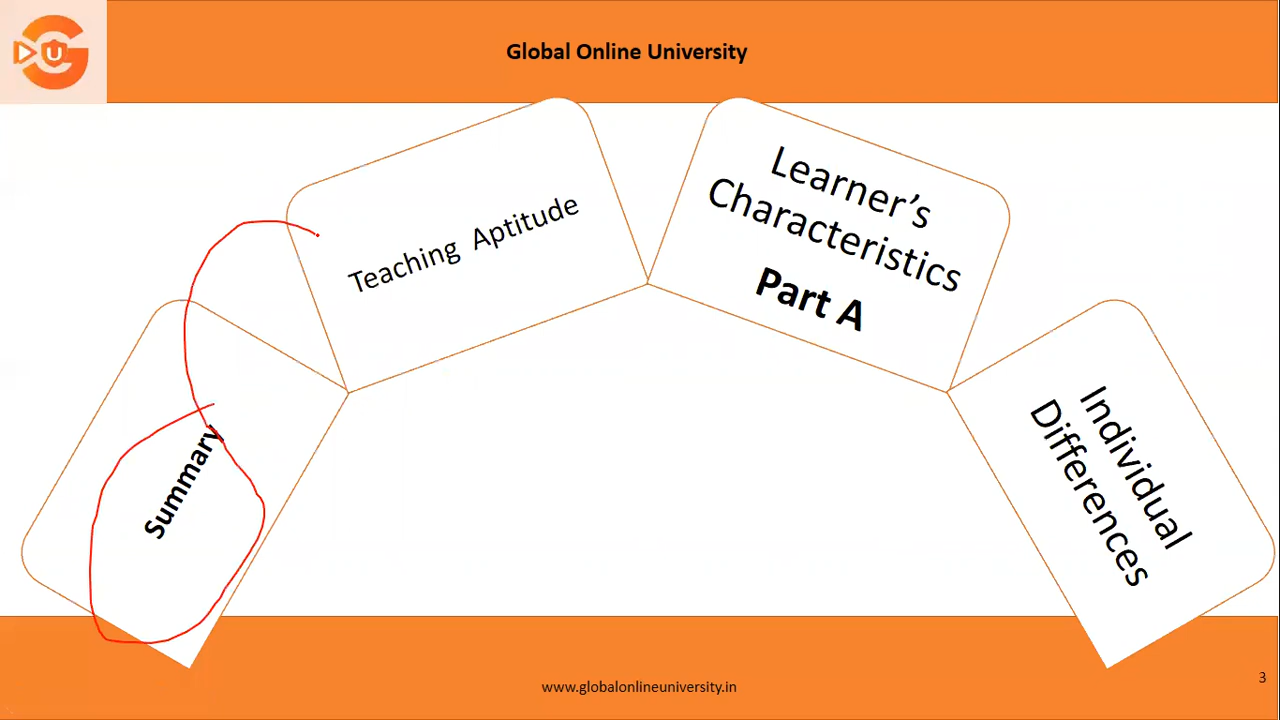 U
Global Online University
Summary
Teaching Aptitude
Learner’s
Characteristics
Part A
Individual
Differences
www.globalonlineuniversity.in
3